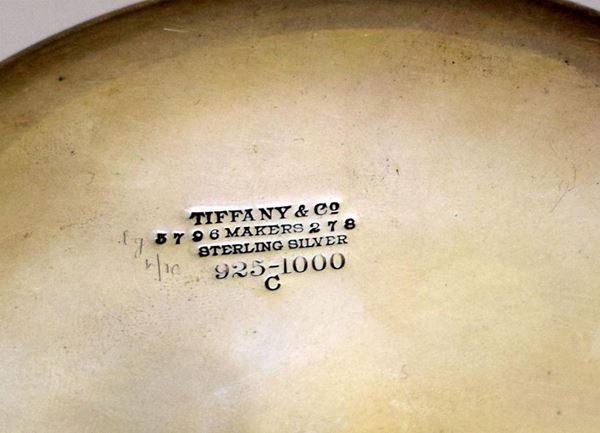 TIFFANY & Co
5796 MAKERS 278
STERLING SILVER
925-1000
C